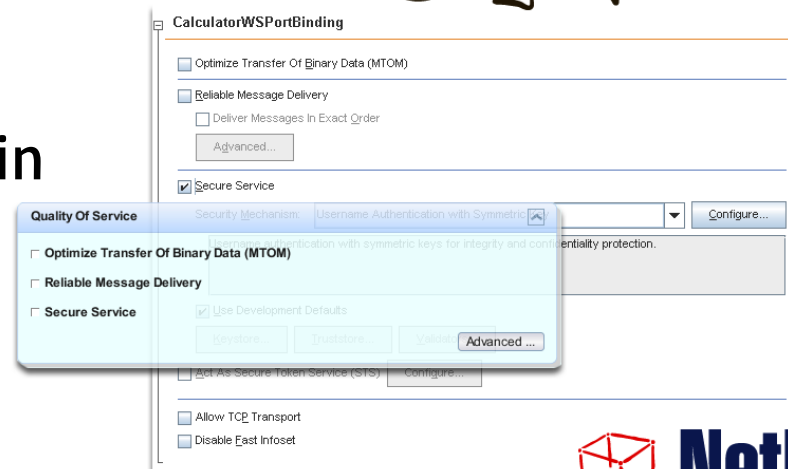 CalculatorWSPortBinding
Optimize Transfer Of Binary Data (MTOM)
Reliable Message Delivery
Deliver Messages In Exact Order
Advanced...
in
Secure Service
Security Mechanism: Username Authentication with Symmetric Key
Configure...
Username authentication with symmetric keys for integrity and confidentiality protection.
Quality Of Service
Optimize Transfer Of Binary Data (MTOM)
Reliable Message Delivery
Secure Service
Advanced ...
Use Development Defaults
Keystore... Truststore...
Act As Secure Token Service (STS) Configure...
Allow TCP Transport
Disable Fast Infoset